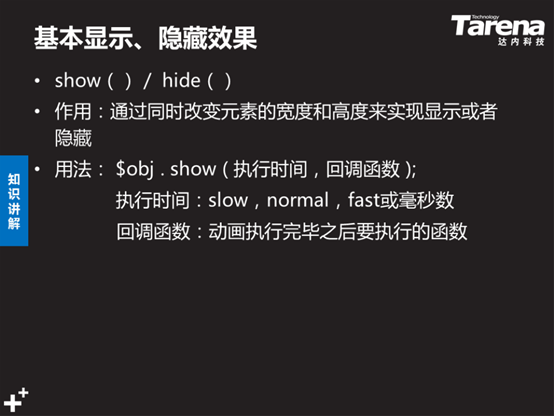 基本显示、隐藏效果
Technology
Tarena
达内科技
• show ( ) / hide ( )
• 作用：通过同时改变元素的宽度和高度来实现显示或者
隐藏
• 用法： $obj . show ( 执行时间 , 回调函数 );
执行时间：slow , normal , fast或毫秒数
回调函数：动画执行完毕之后要执行的函数
知识讲解